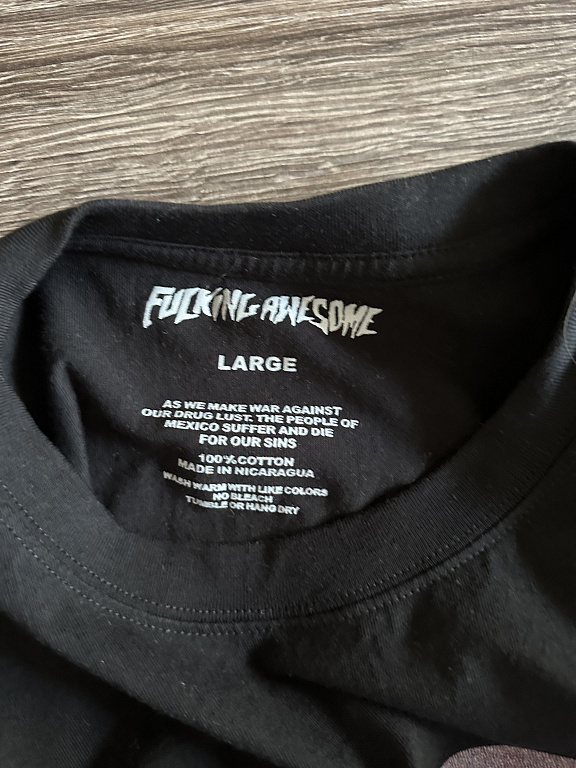 FUCKING AWESOME
LARGE
AS WE MAKE WAR AGAINST
OUR DRUG LUST. THE PEOPLE OF
MEXICO SUFFER AND DIE
FOR OUR SINS
100% COTTON
MADE IN NICARAGUA
WASH WARM WITH LIKE COLORS
NO BLEACH
TUMBLE OR HANG DRY